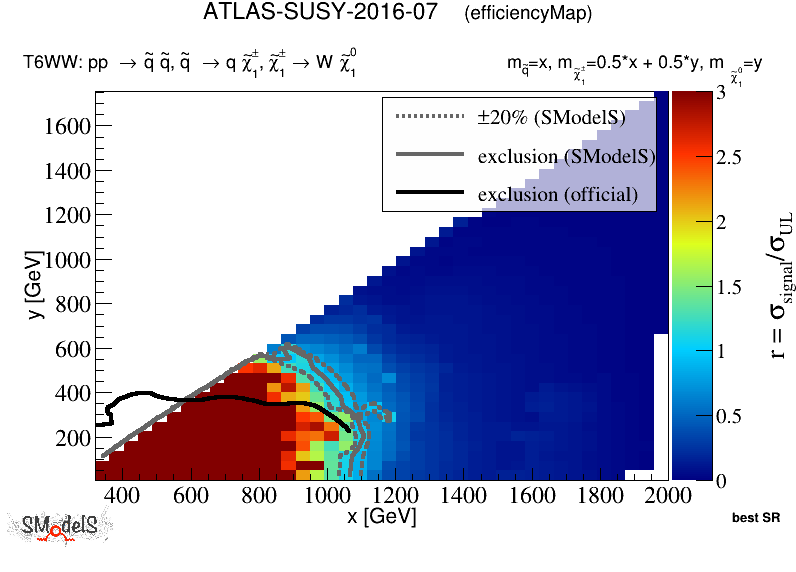 ATLAS-SUSY-2016-07 (efficiencyMap)
T6WW: pp → q̃ q̃, q̃ → q χ̃₁±, χ̃₁± → W χ̃₁⁰ m_q̃=x, m_χ̃₁±=0.5*x + 0.5*y, m_χ̃₁⁰=y
±20% (SModelS)
exclusion (SModelS)
exclusion (official)
1600
1400
1200
1000
800
600
400
200
y [GeV]
400 600 800 1000 1200 1400 1600 1800 2000
x [GeV]
3
2.5
2
1.5
1
0.5
0
r = σ_signal/σ_UL
SModelS
best SR